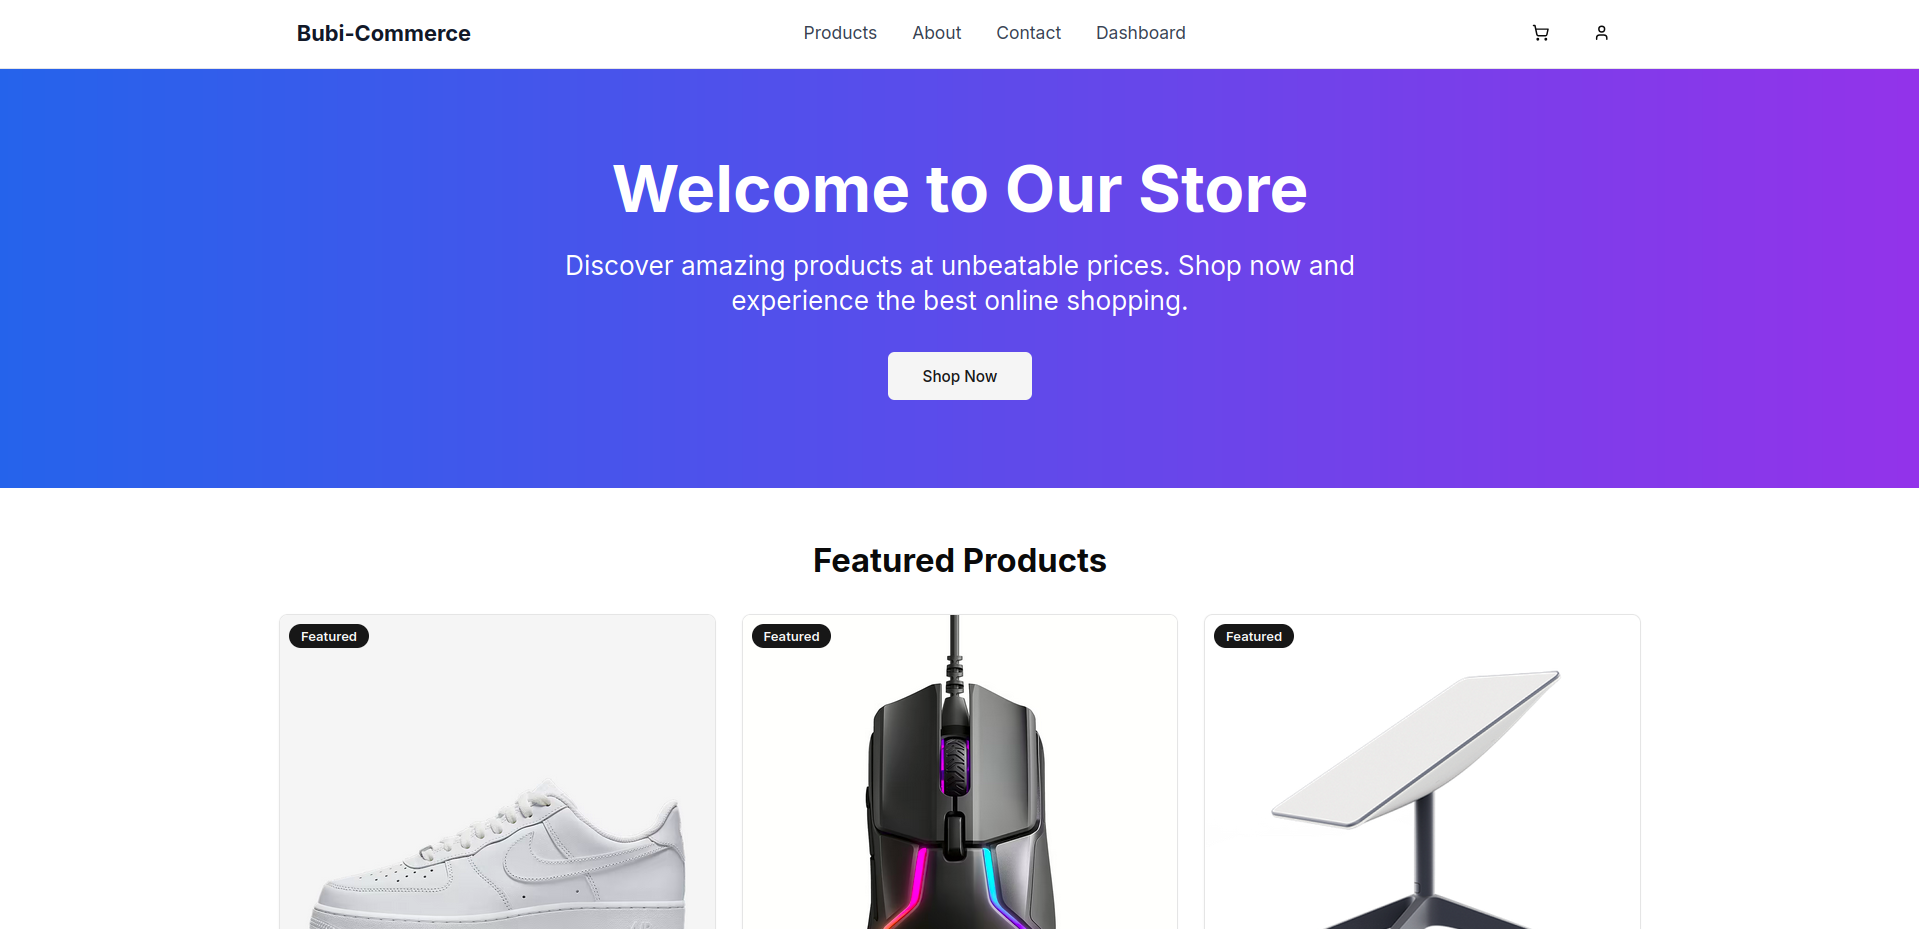 Bubi-Commerce
Products
About
Contact
Dashboard
Welcome to Our Store
Discover amazing products at unbeatable prices. Shop now and
experience the best online shopping.
Shop Now
Featured Products
Featured
Featured
Featured